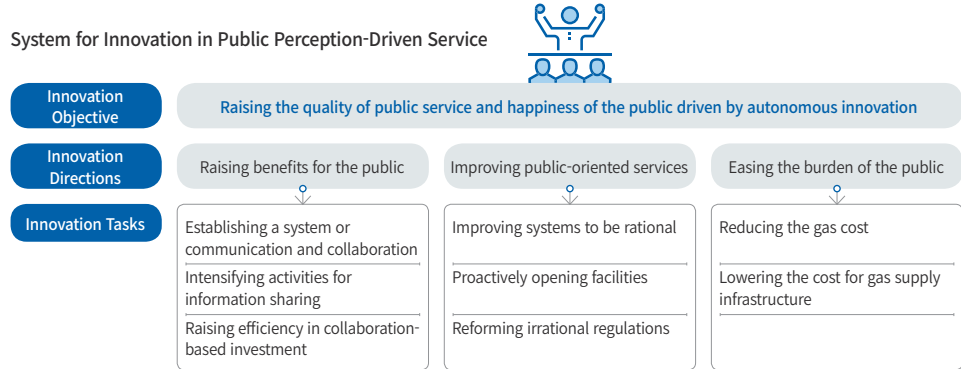 System for Innovation in Public Perception-Driven Service
Innovation
Objective
Raising the quality of public service and happiness of the public driven by autonomous innovation
Innovation
Directions
Raising benefits for the public
Improving public-oriented services
Easing the burden of the public
Innovation Tasks
Establishing a system or
communication and collaboration
Intensifying activities for
information sharing
Raising efficiency in collaboration-
based investment
Improving systems to be rational
Proactively opening facilities
Reforming irrational regulations
Reducing the gas cost
Lowering the cost for gas supply
infrastructure